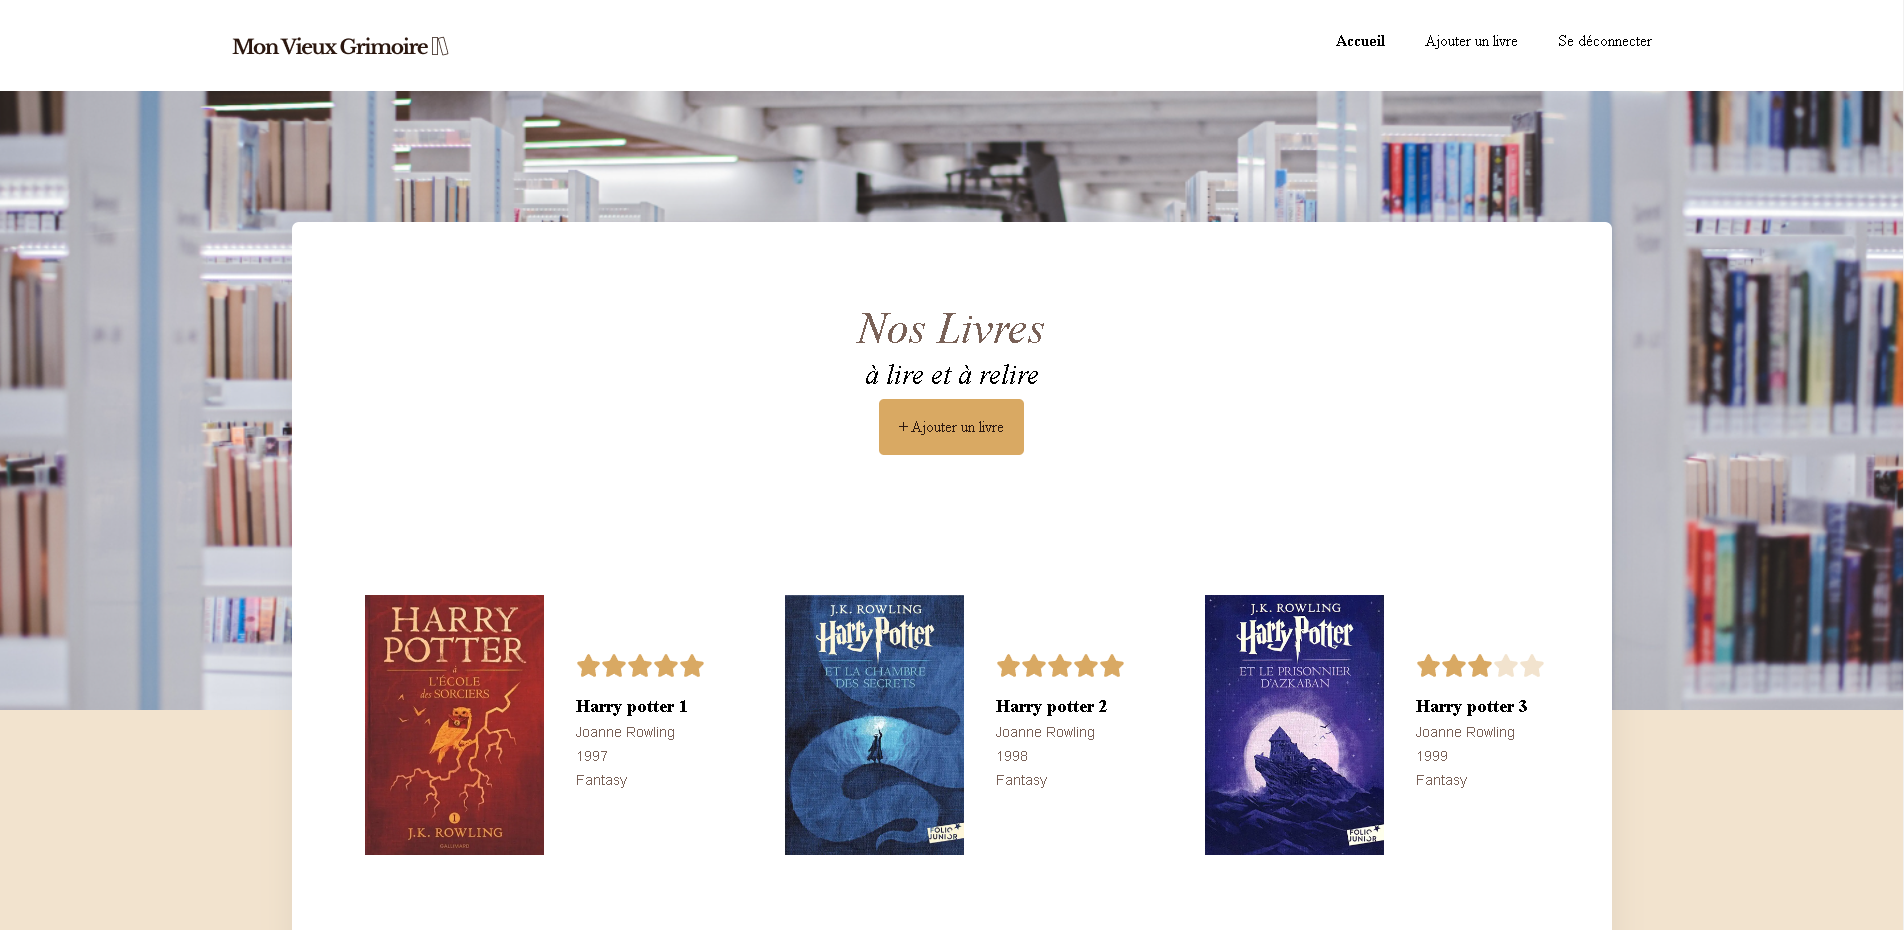 Mon Vieux Grimoire
Accueil
Ajouter un livre
Se déconnecter
Nos Livres
à lire et à relire
+ Ajouter un livre
HARRY
POTTER
à
L'ÉCOLE
des SORCIERS
1
J.K. ROWLING
GALLIMARD
Harry potter 1
Joanne Rowling
1997
Fantasy
J.K. ROWLING
Harry Potter
ET LA CHAMBRE
DES SECRETS
FOLIO
JUNIOR
Harry potter 2
Joanne Rowling
1998
Fantasy
J.K. ROWLING
Harry Potter
ET LE PRISONNIER
D'AZKABAN
FOLIO
JUNIOR
Harry potter 3
Joanne Rowling
1999
Fantasy